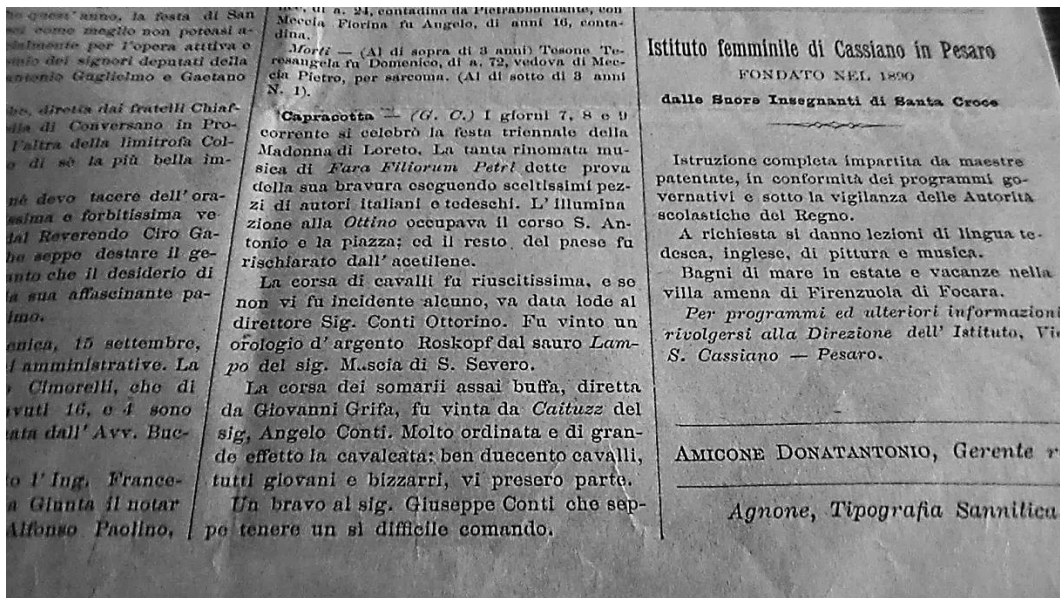 che quest'anno, la festa di San
sì come meglio non poteasi a-
cialmente per l'opera attiva e
dei signori deputati della
Antonio Guglielmo e Gaetano
diretta dai fratelli Chiaf-
di Conversano in Pro-
l'altra della limitrofa Col-
di sè la più bella im-
nè devo tacere dell'ora-
e forbitissima ve-
dal Reverendo Ciro Ga-
che seppe destare il ge-
che il desiderio di
la sua affascinante pa-
15 settembre,
amministrative. La
Cimorelli, che di
avuti 16, e 4 sono
dall'Avv. Buc-
l'Ing. France-
Giunta il notar
Alfonso Paolino,
di a. 24, contadino da Pietrabbondante, con
Meccia Fiorina fu Angelo, di anni 16, conta-
dina.
Morti — (Al di sopra di 3 anni) Tesone Te-
resangela fu Domenico, di a. 72, vedova di Mec-
cia Pietro, per sarcoma. (Al di sotto di 3 anni
N. 1).
Capracotta — (G. C.) I giorni 7, 8 e 9
corrente si celebrò la festa triennale della
Madonna di Loreto. La tanto rinomata mu-
sica di Fara Filiorum Petri dette prova
della sua bravura eseguendo sceltissimi pez-
zi di autori italiani e tedeschi. L'illumina
zione alla Ottino occupava il corso S. An-
tonio e la piazza; ed il resto del paese fu
rischiarato dall'acetilene.
La corsa di cavalli fu riuscitissima, e se
non vi fu incidente alcuno, va data lode al
direttore Sig. Conti Ottorino. Fu vinto un
orologio d'argento Roskopf dal sauro Lam-
po del sig. M..scia di S. Severo.
La corsa dei somarii assai buffa, diretta
da Giovanni Grifa, fu vinta da Caituzz del
sig, Angelo Conti. Molto ordinata e di gran-
de effetto la cavalcata; ben duecento cavalli,
tutti giovani e bizzarri, vi presero parte.
Un bravo al sig. Giuseppe Conti che sep-
pe tenere un sì difficile comando.
Istituto femminile di Cassiano in Pesaro
FONDATO NEL 1890
dalle Suore Insegnanti di Santa Croce
Istruzione completa impartita da maestre
patentate, in conformità dei programmi go-
vernativi e sotto la vigilanza delle Autorità
scolastiche del Regno.
A richiesta si danno lezioni di lingua te-
desca, inglese, di pittura e musica.
Bagni di mare in estate e vacanze nella
villa amena di Firenzuola di Focara.
Per programmi ed ulteriori informazioni
rivolgersi alla Direzione dell'Istituto, Via
S. Cassiano — Pesaro.
AMICONE DONATANTONIO, Gerente r
Agnone, Tipografia Sannitica